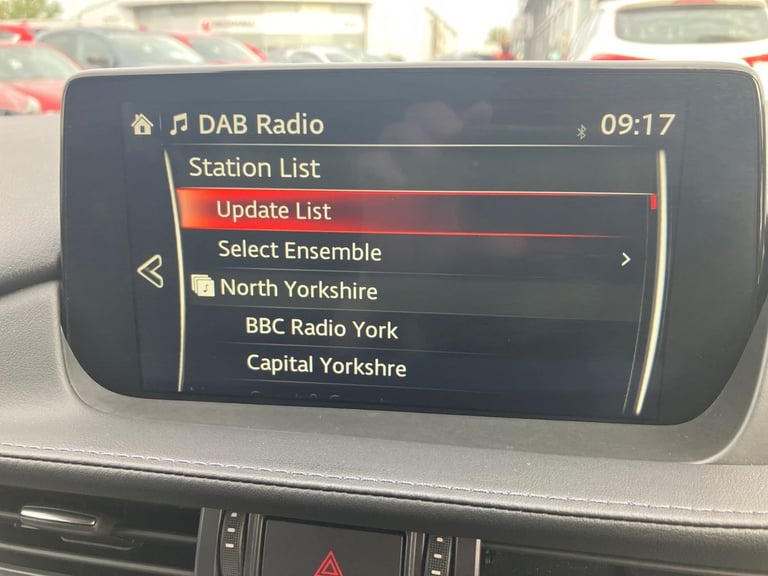 DAB Radio
09:17
Station List
Update List
Select Ensemble
North Yorkshire
BBC Radio York
Capital Yorkshre